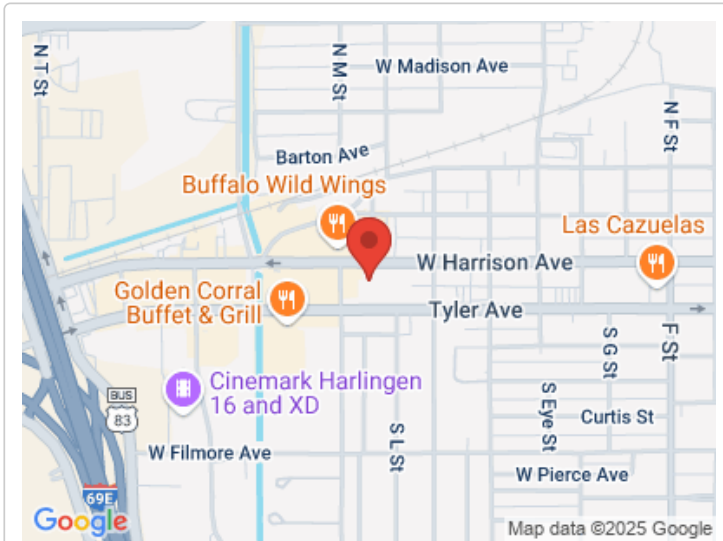 N T St
N M St
W Madison Ave
N F St
Barton Ave
Buffalo Wild Wings
Las Cazuelas
W Harrison Ave
Golden Corral
Buffet & Grill
Tyler Ave
S G St
F St
Cinemark Harlingen
16 and XD
BUS
83
S Eye St
Curtis St
S L St
W Filmore Ave
W Pierce Ave
69E
Google
Map data ©2025 Google